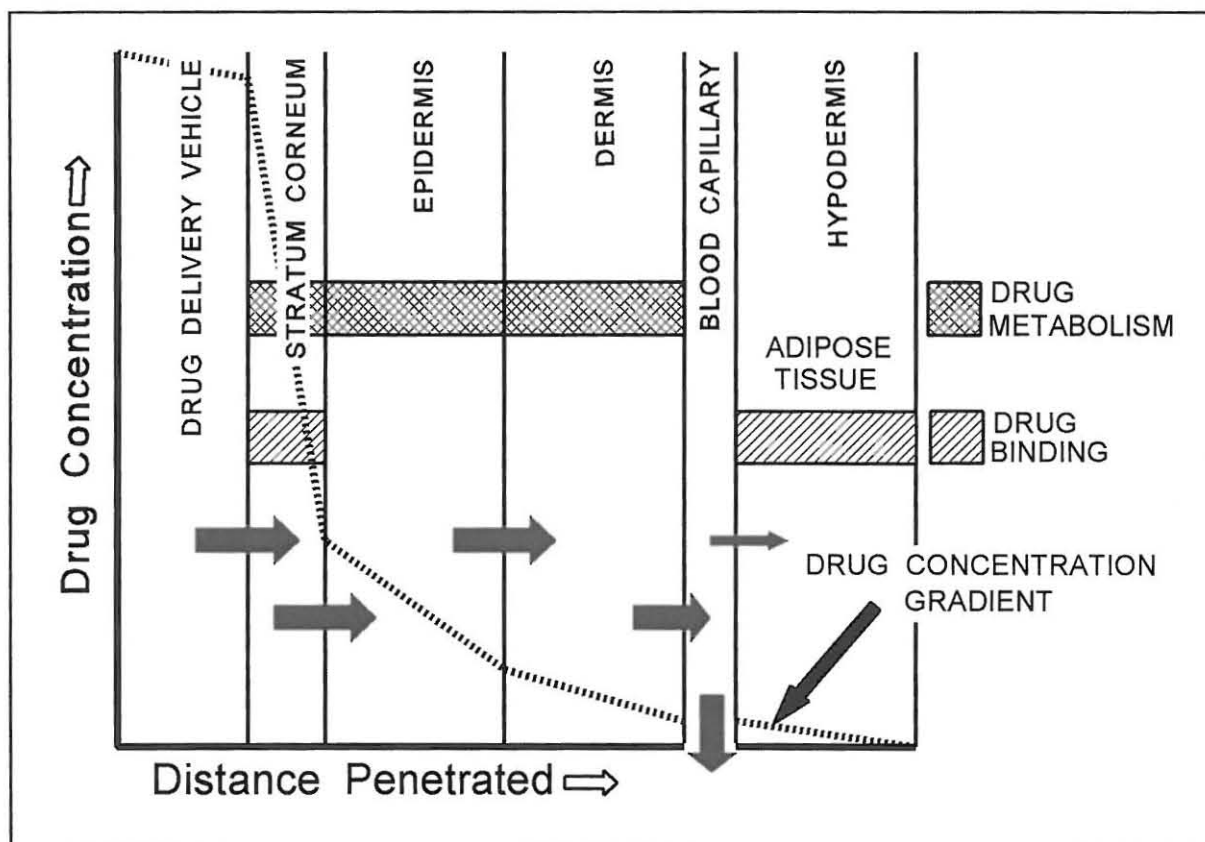 Drug Concentration
DRUG DELIVERY VEHICLE
STRATUM CORNEUM
EPIDERMIS
DERMIS
BLOOD CAPILLARY
HYPODERMIS
ADIPOSE
TISSUE
DRUG
METABOLISM
DRUG
BINDING
DRUG CONCENTRATION
GRADIENT
Distance Penetrated